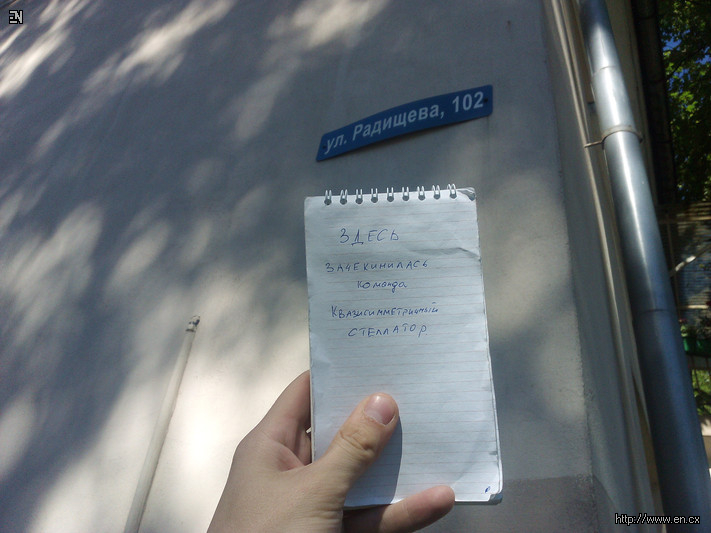 EN
ул. Радищева, 102
ЗДЕСЬ
ЗАЧЕКИНИЛАСЬ
команда
КВАЗИСИММЕТРИЧНЫЙ
СТЕЛЛАТОР
http://www.en.cx